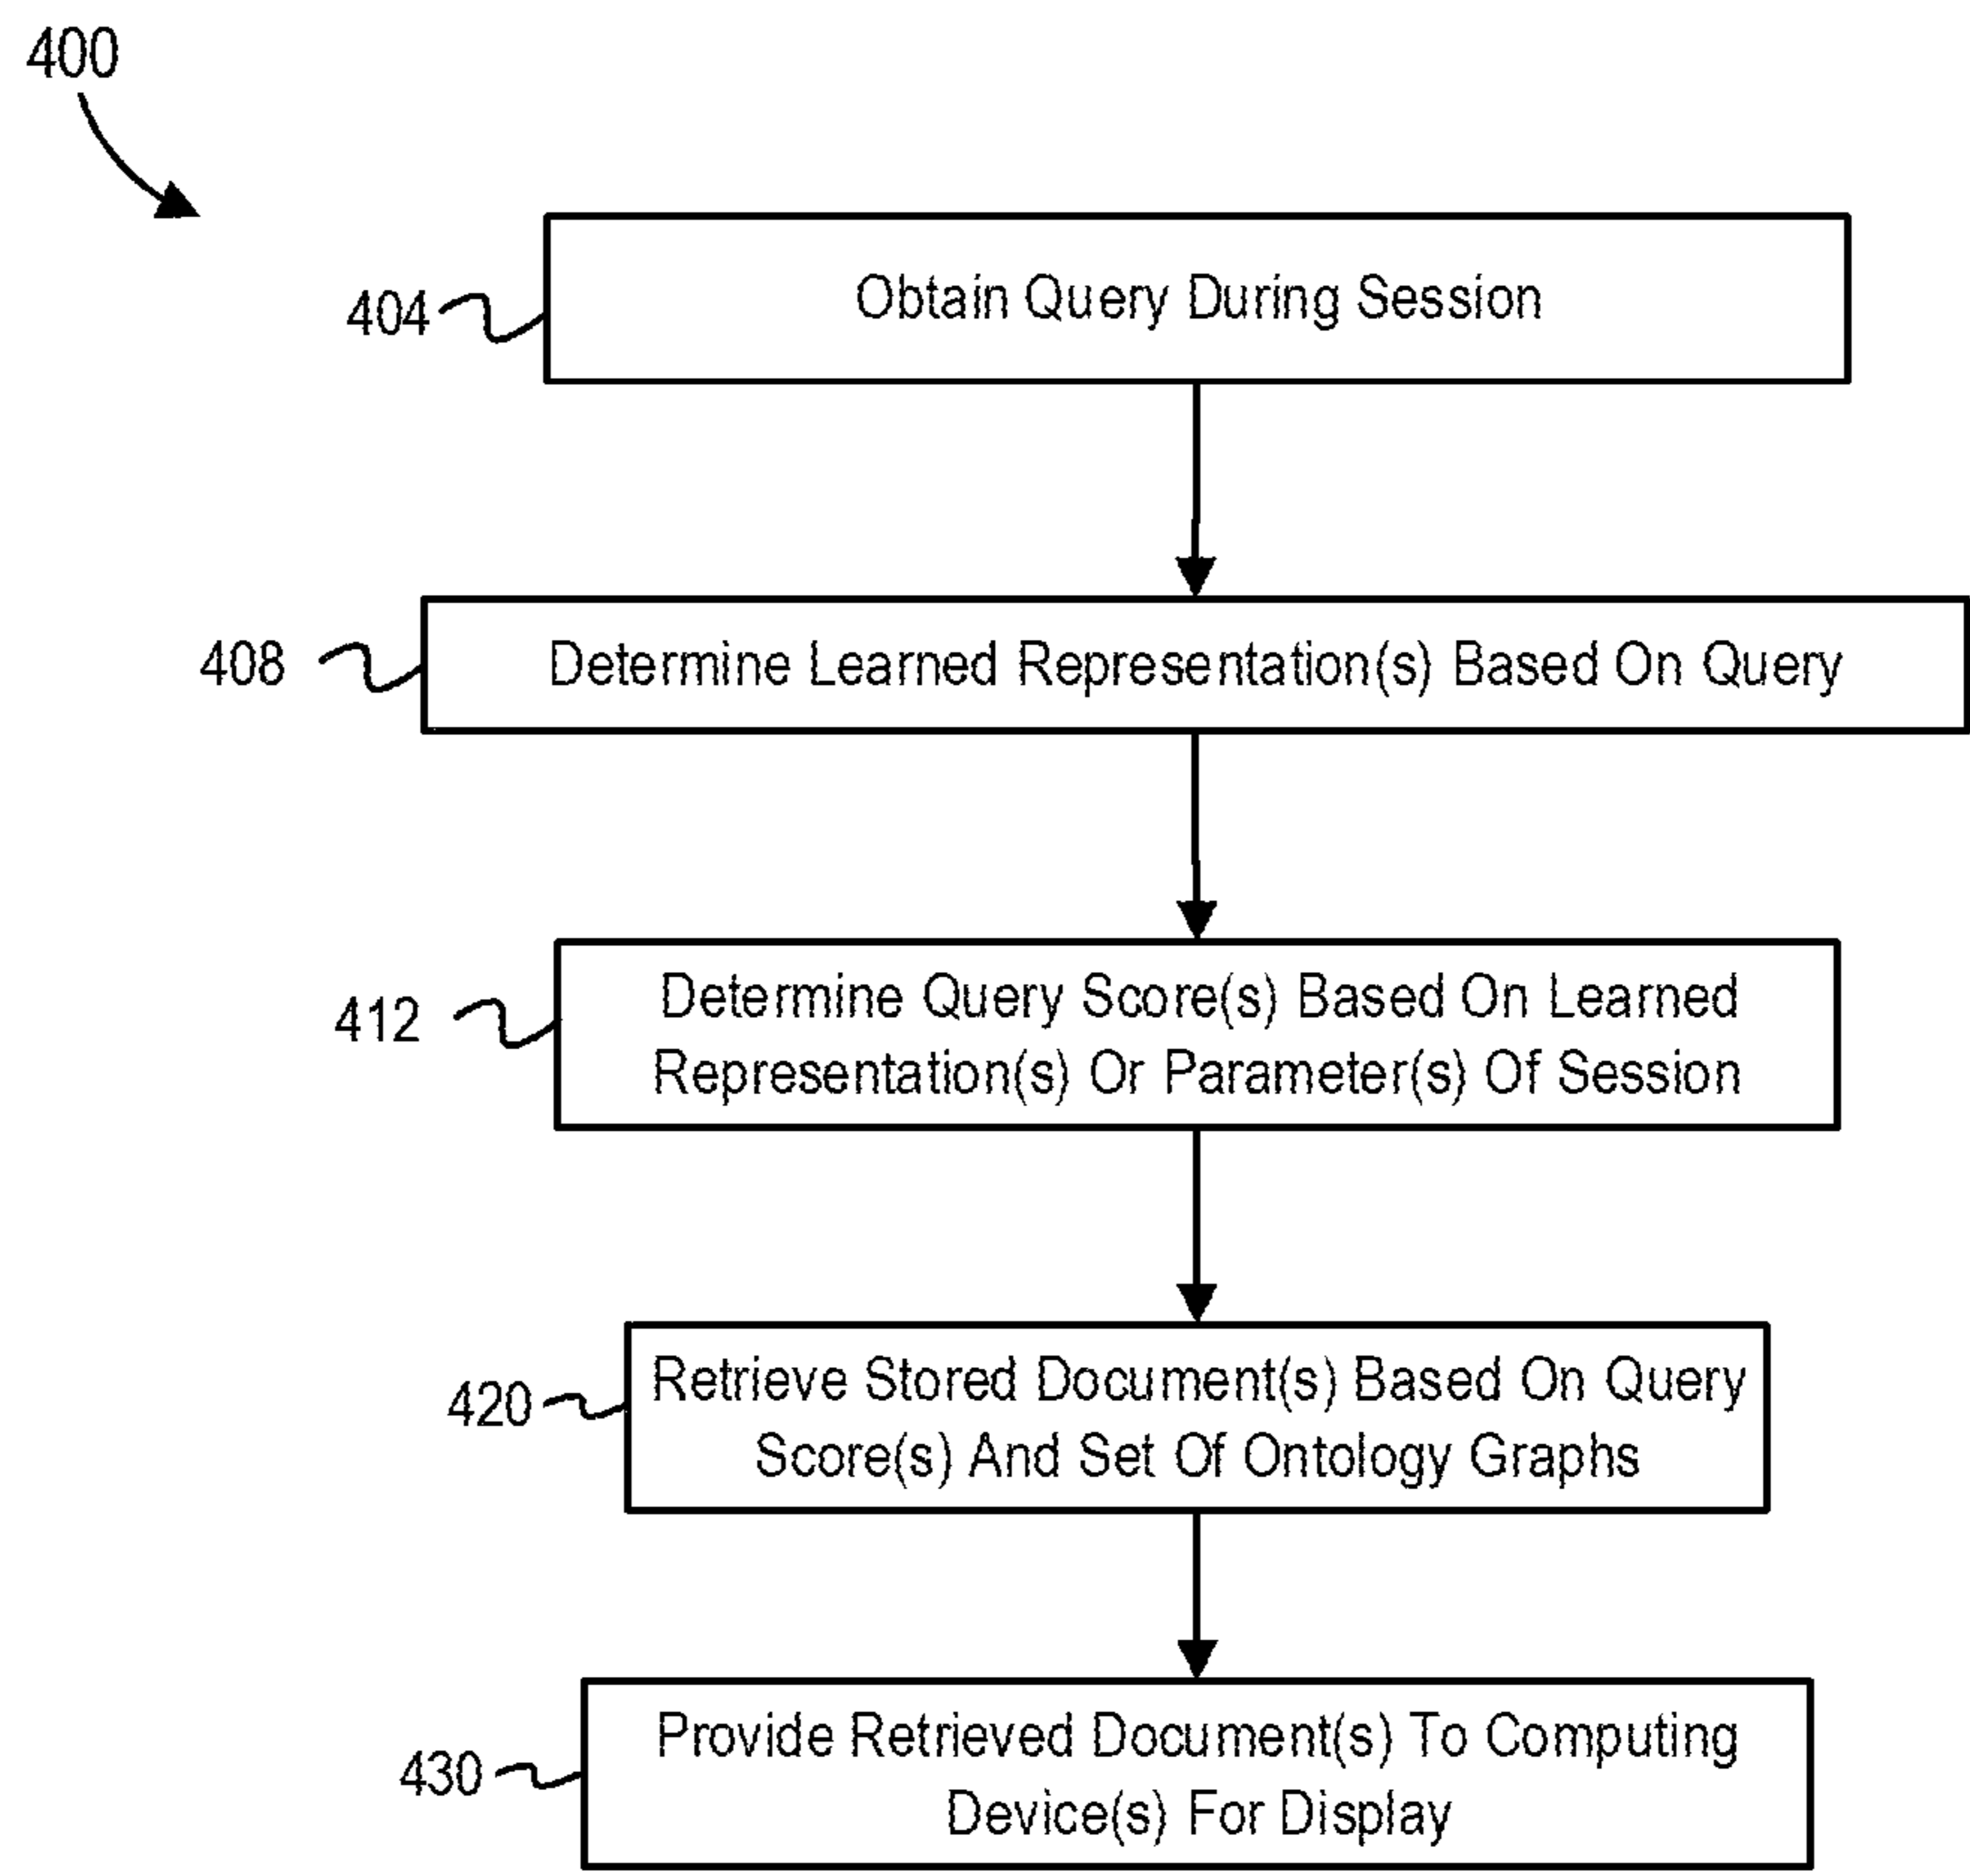 400
404
Obtain Query During Session
408
Determine Learned Representation(s) Based On Query
412
Determine Query Score(s) Based On Learned
Representation(s) Or Parameter(s) Of Session
420
Retrieve Stored Document(s) Based On Query
Score(s) And Set Of Ontology Graphs
430
Provide Retrieved Document(s) To Computing
Device(s) For Display